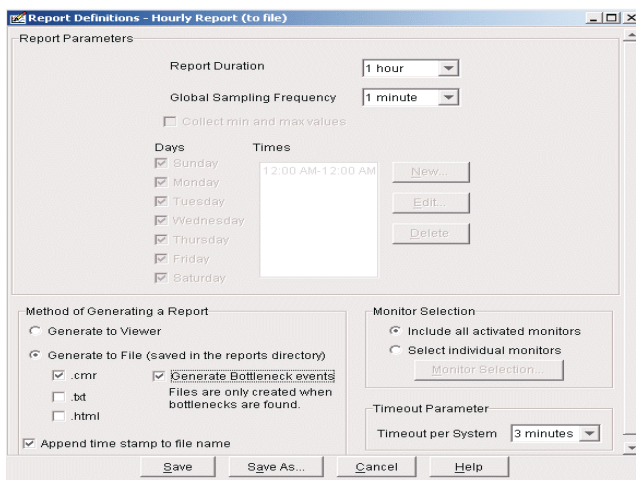 Report Definitions - Hourly Report (to file)
Report Parameters
Report Duration
1 hour
Global Sampling Frequency
1 minute
Collect min and max values
Days
Times
Sunday
12:00 AM-12:00 AM
New...
Monday
Tuesday
Edit...
Wednesday
Thursday
Delete
Friday
Saturday
Method of Generating a Report
Generate to Viewer
Generate to File (saved in the reports directory)
.cmr
Generate Bottleneck events
.txt
Files are only created when
bottlenecks are found.
.html
Append time stamp to file name
Monitor Selection
Include all activated monitors
Select individual monitors
Monitor Selection...
Timeout Parameter
Timeout per System
3 minutes
Save
Save As...
Cancel
Help